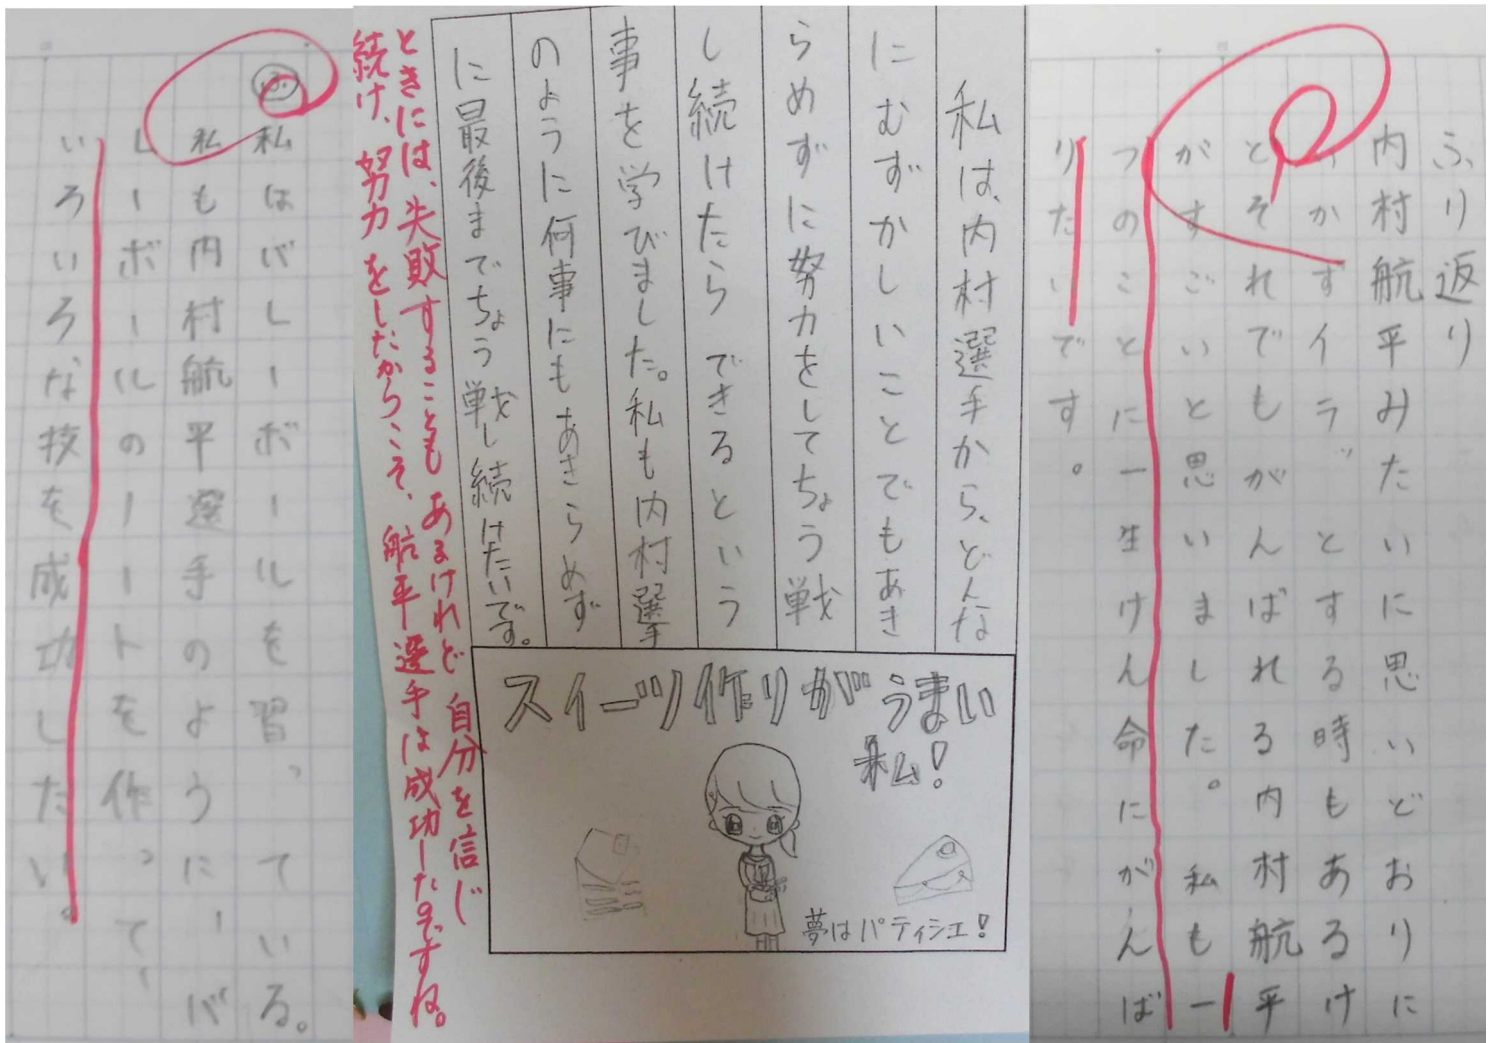 ふり返り
内村航平みたいに思いどおりに
いかずイライラとする時もあるけ
とそれでもがんばれる内村航平
がすごいと思いました。私も一
つのことに一生けん命にがんば
りたいです。
私は、内村選手から、どんな
にむずかしいことでもあき
らめずに努力をしてちょう戦
し続けたらできるという
事を学びました。私も内村選手
のように何事にもあきらめず
に最後までちょう戦し続けたいです。
ときには、失敗することもあるけれど自分を信じ
続け、努力をしたからこそ、航平選手は成功したのですね。
スイーツ作りがうまい
私!
夢はパティシエ!
ふ
私はバレーボールを習っている。
私も内村航平選手のように、バ
レーボールのノートを作って、
いろいろな技を成功したい。